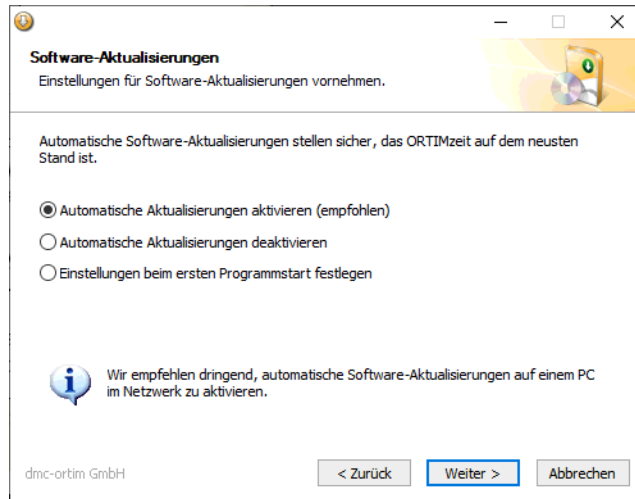 Software-Aktualisierungen
Einstellungen für Software-Aktualisierungen vornehmen.
Automatische Software-Aktualisierungen stellen sicher, das ORTIMzeit auf dem neusten
Stand ist.
Automatische Aktualisierungen aktivieren (empfohlen)
Automatische Aktualisierungen deaktivieren
Einstellungen beim ersten Programmstart festlegen
Wir empfehlen dringend, automatische Software-Aktualisierungen auf einem PC
im Netzwerk zu aktivieren.
dmc-ortim GmbH
< Zurück
Weiter >
Abbrechen